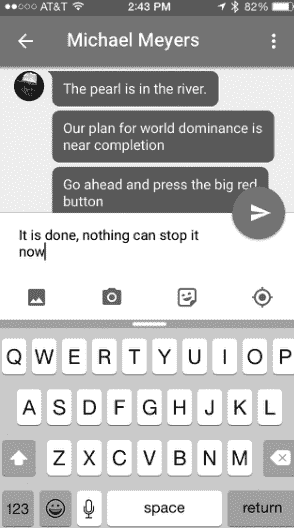 AT&T 2:43 PM 82%
Michael Meyers
The pearl is in the river.
Our plan for world dominance is
near completion
Go ahead and press the big red
button
It is done, nothing can stop it
now
Q W E R T Y U I O P
A S D F G H J K L
Z X C V B N M
123 space return